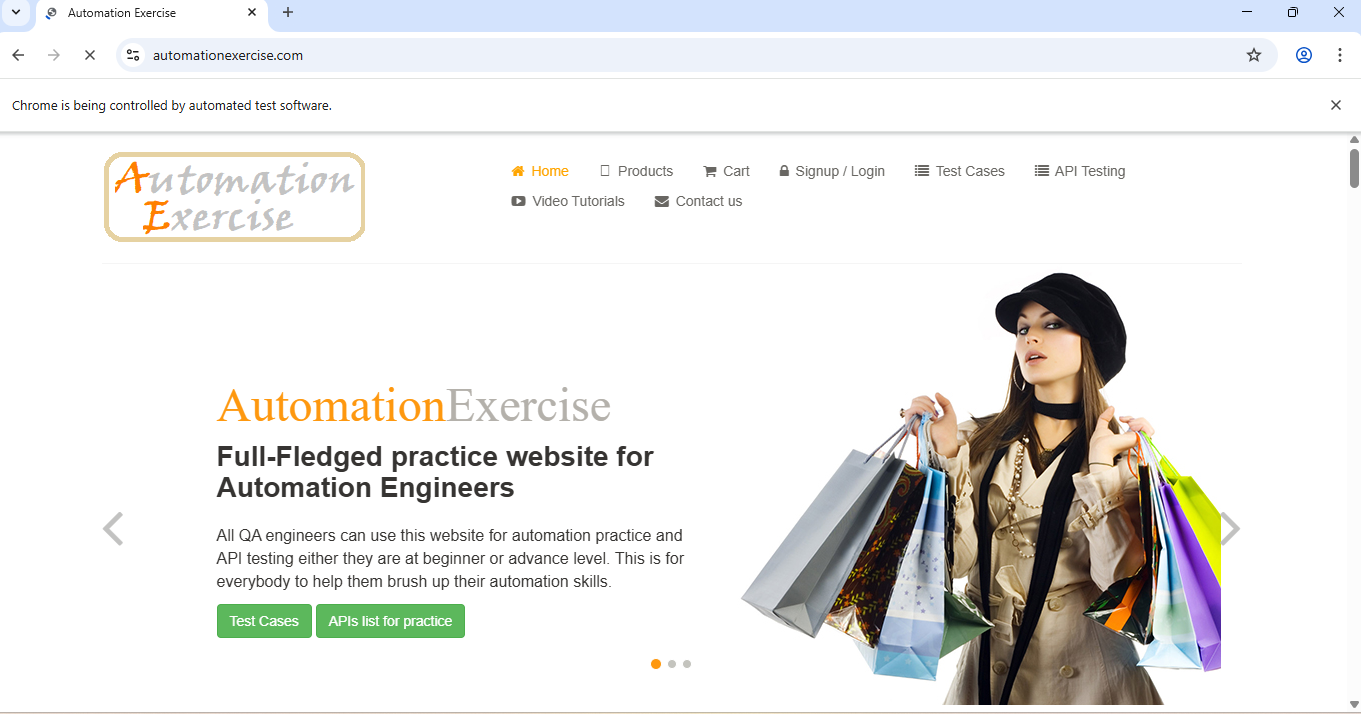 Automation Exercise
automationexercise.com
Chrome is being controlled by automated test software.
Automation
Exercise
Home Products Cart Signup / Login Test Cases API Testing
Video Tutorials Contact us
AutomationExercise
Full-Fledged practice website for
Automation Engineers
All QA engineers can use this website for automation practice and
API testing either they are at beginner or advance level. This is for
everybody to help them brush up their automation skills.
Test Cases APIs list for practice